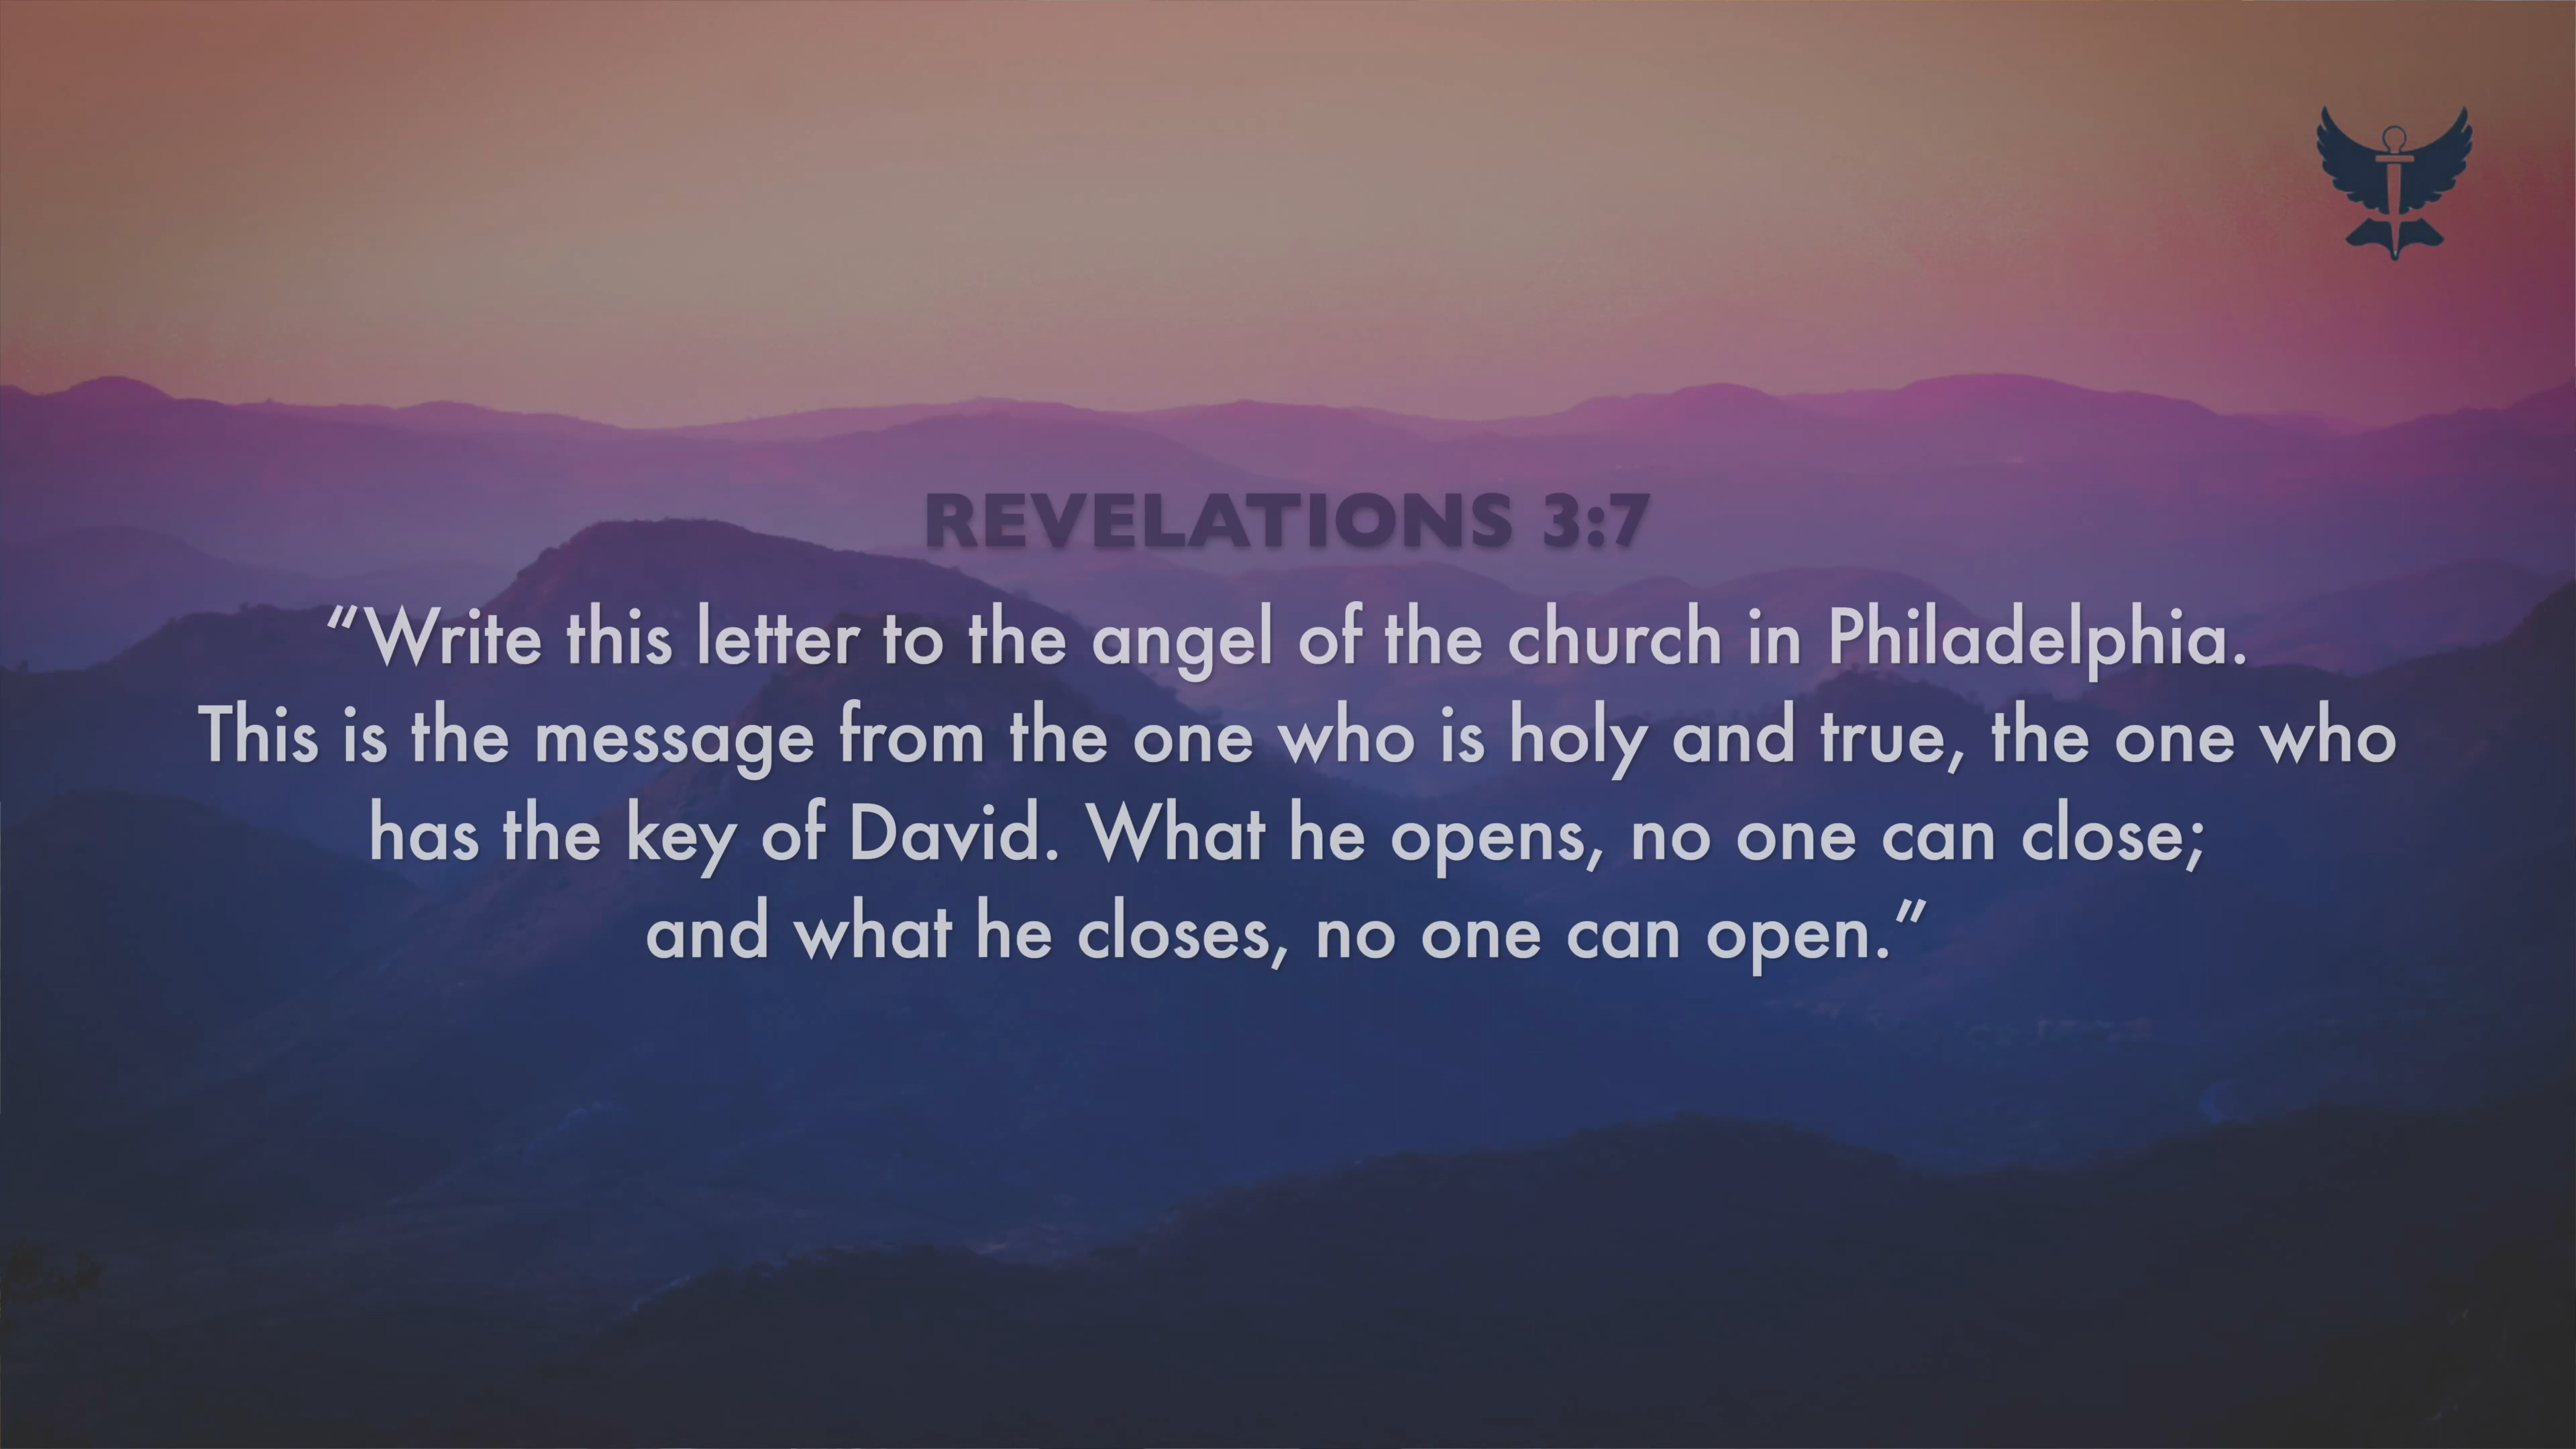 REVELATIONS 3:7
“Write this letter to the angel of the church in Philadelphia.
This is the message from the one who is holy and true, the one who
has the key of David. What he opens, no one can close;
and what he closes, no one can open.”